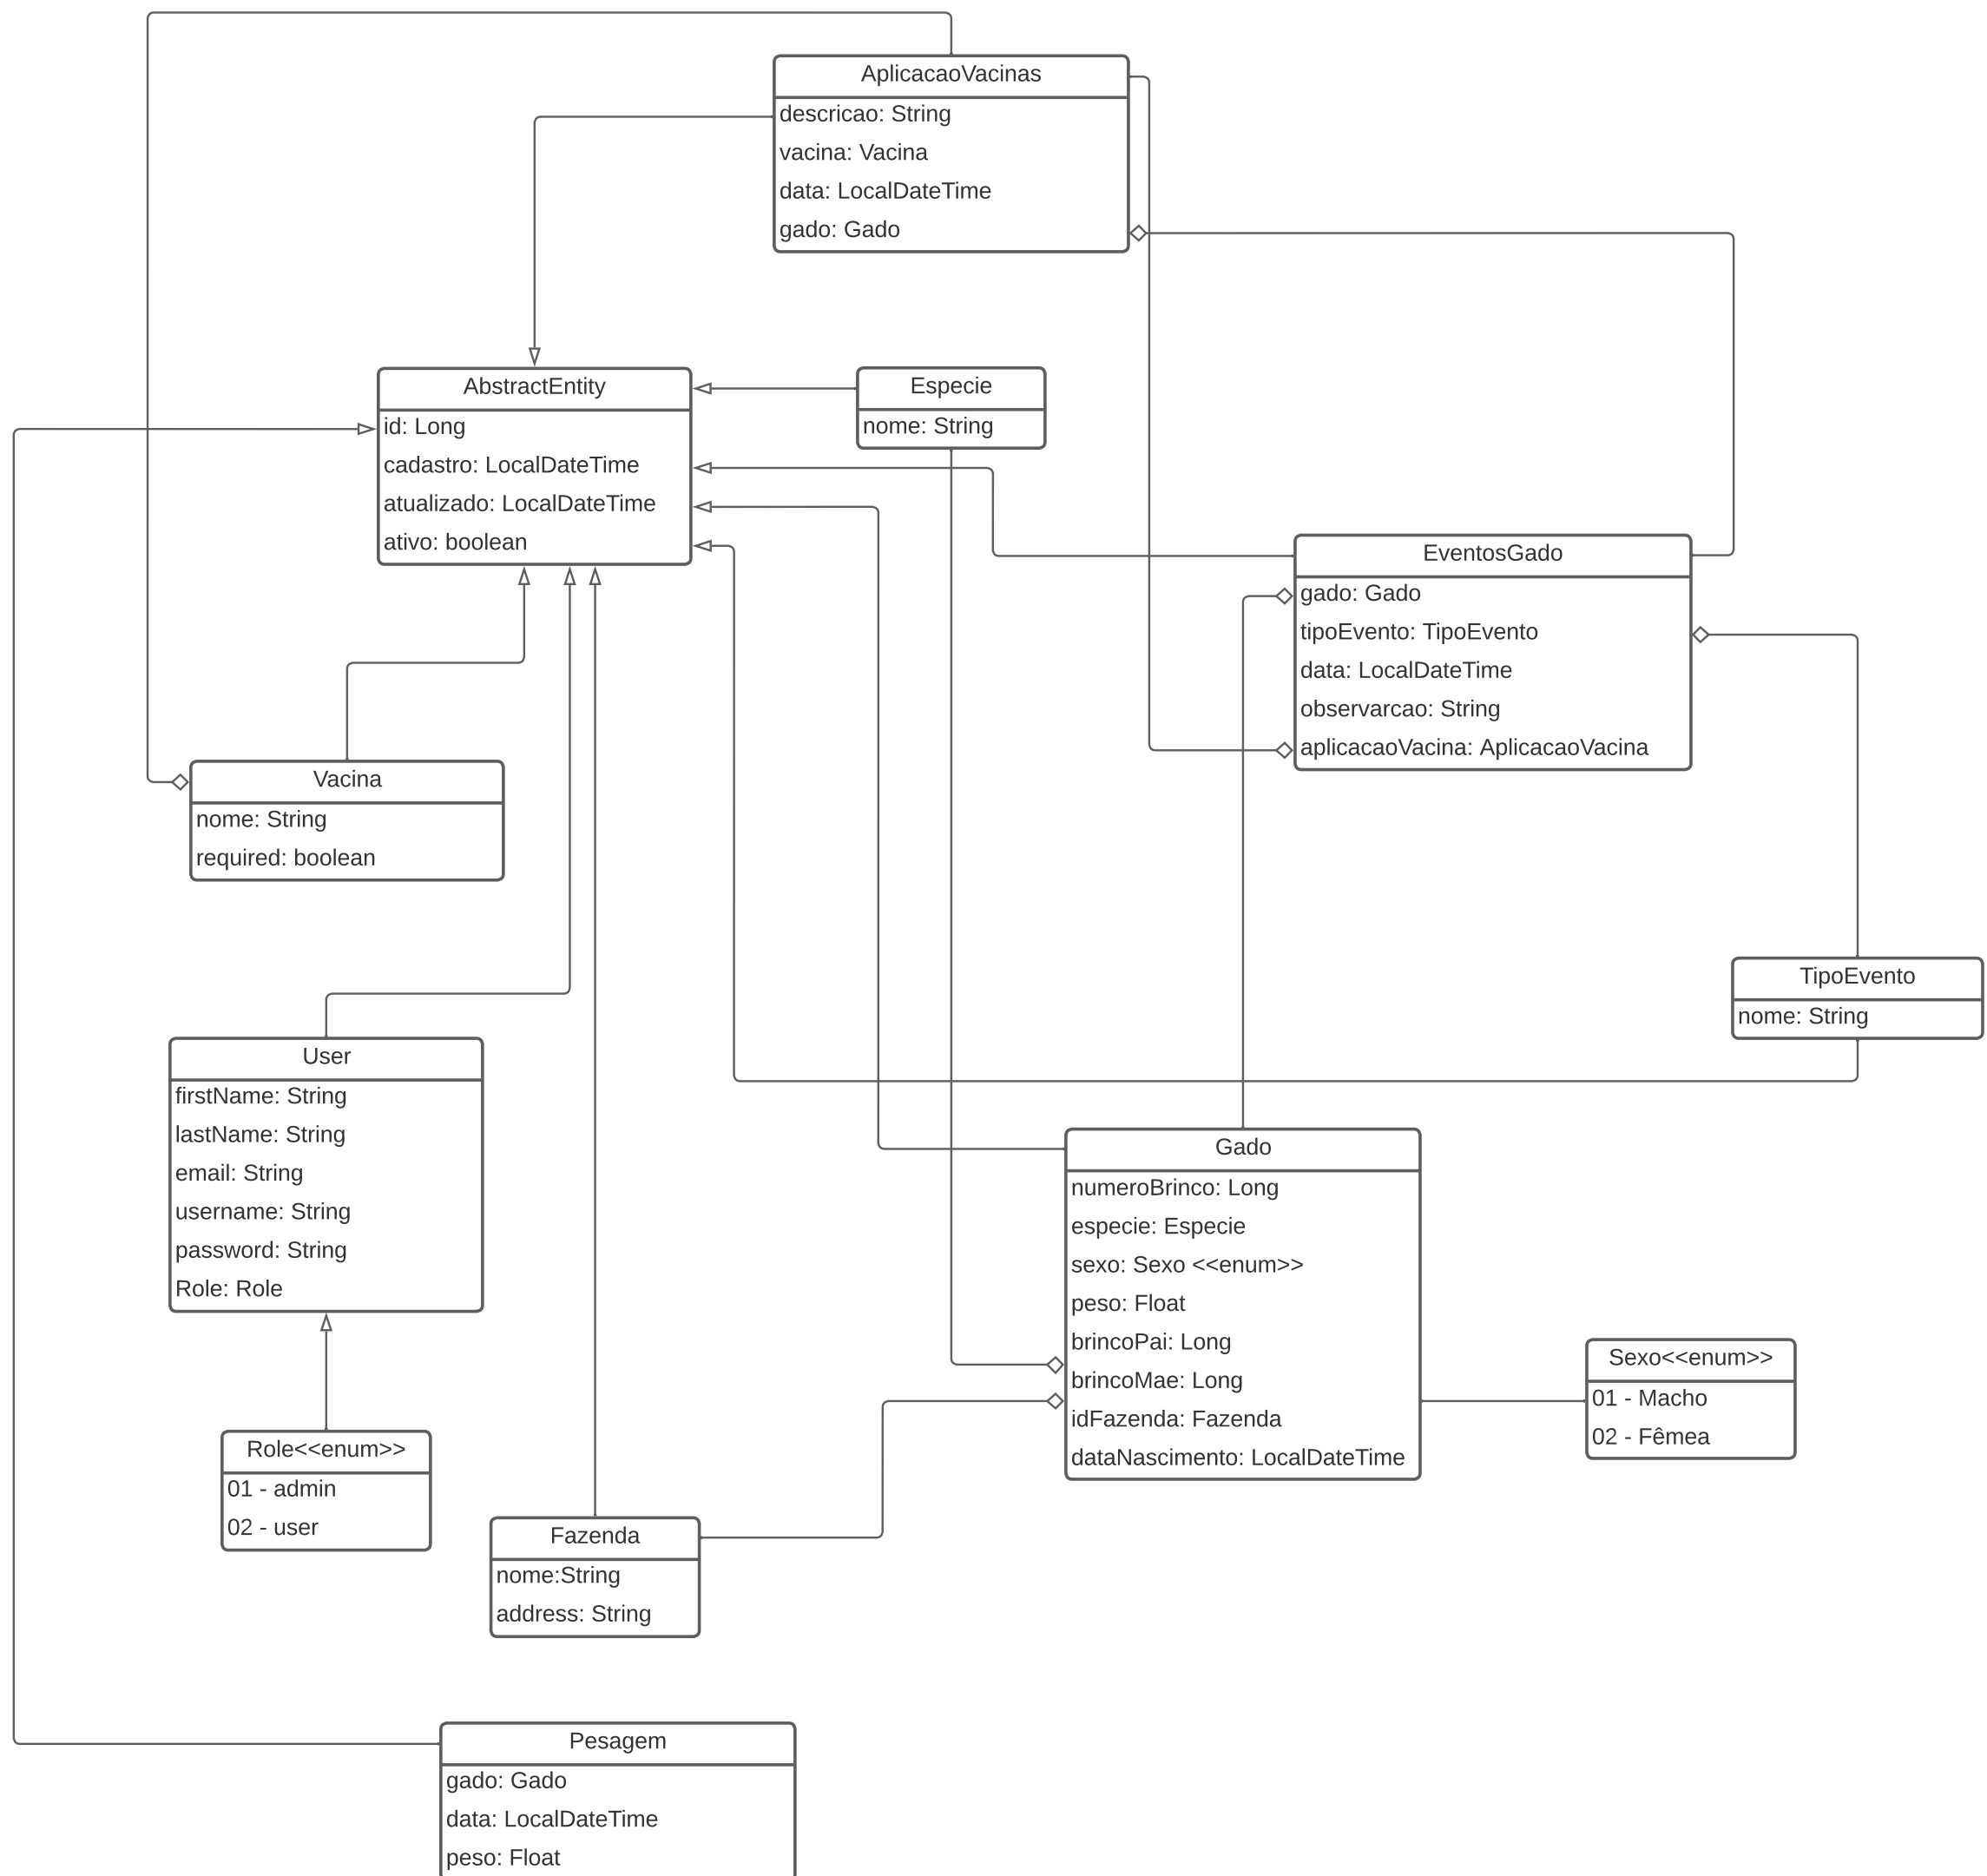 AplicacaoVacinas
descricao: String
vacina: Vacina
data: LocalDateTime
gado: Gado
AbstractEntity
id: Long
cadastro: LocalDateTime
atualizado: LocalDateTime
ativo: boolean
Especie
nome: String
EventosGado
gado: Gado
tipoEvento: TipoEvento
data: LocalDateTime
observarcao: String
aplicacaoVacina: AplicacaoVacina
Vacina
nome: String
required: boolean
TipoEvento
nome: String
User
firstName: String
lastName: String
email: String
username: String
password: String
Role: Role
Gado
numeroBrinco: Long
especie: Especie
sexo: Sexo <<enum>>
peso: Float
brincoPai: Long
brincoMae: Long
idFazenda: Fazenda
dataNascimento: LocalDateTime
Sexo<<enum>>
01 - Macho
02 - Fêmea
Role<<enum>>
01 - admin
02 - user
Fazenda
nome:String
address: String
Pesagem
gado: Gado
data: LocalDateTime
peso: Float